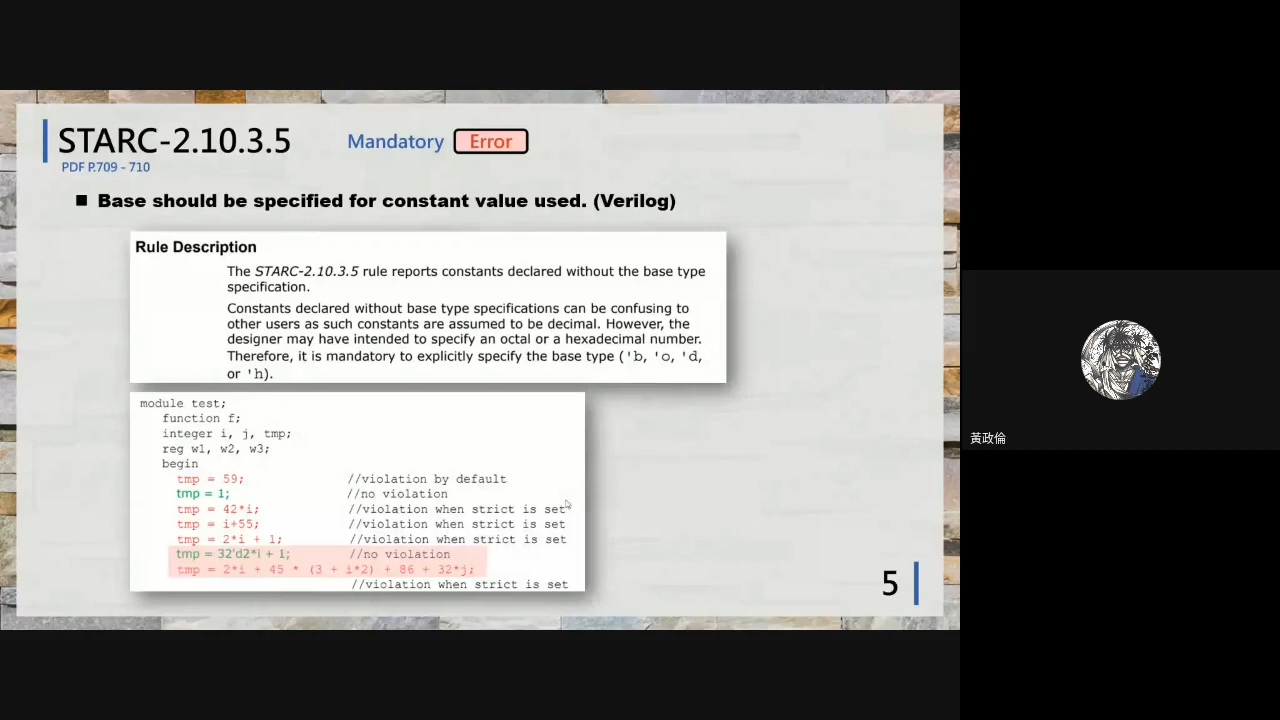 STARC-2.10.3.5 Mandatory Error
PDF P.709 - 710
■ Base should be specified for constant value used. (Verilog)
Rule Description
The STARC-2.10.3.5 rule reports constants declared without the base type
specification.
Constants declared without base type specifications can be confusing to
other users as such constants are assumed to be decimal. However, the
designer may have intended to specify an octal or a hexadecimal number.
Therefore, it is mandatory to explicitly specify the base type ('b, 'o, 'd,
or 'h).
module test;
function f;
integer i, j, tmp;
reg w1, w2, w3;
begin
tmp = 59; //violation by default
tmp = 1; //no violation
tmp = 42*i; //violation when strict is set
tmp = i+55; //violation when strict is set
tmp = 2*i + 1; //violation when strict is set
tmp = 32'd2*i + 1; //no violation
tmp = 2*i + 45 * (3 + i*2) + 86 + 32*j;
//violation when strict is set
5
黃政倫